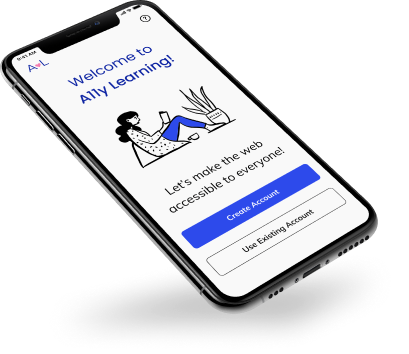 9:41 AM
A♥L
Welcome to
A11y Learning!
Let's make the web
accessible to everyone!
Create Account
Use Existing Account